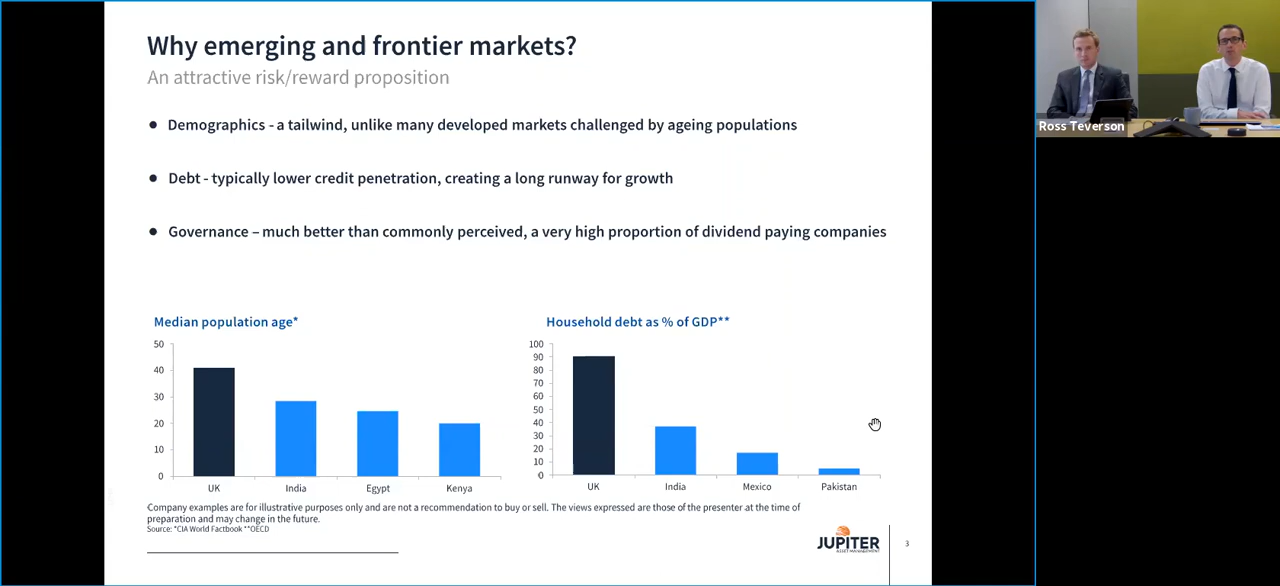 Why emerging and frontier markets?
An attractive risk/reward proposition
● Demographics - a tailwind, unlike many developed markets challenged by ageing populations
● Debt - typically lower credit penetration, creating a long runway for growth
● Governance – much better than commonly perceived, a very high proportion of dividend paying companies
Median population age*
50
40
30
20
10
0
UK India Egypt Kenya
Household debt as % of GDP**
100
90
80
70
60
50
40
30
20
10
0
UK India Mexico Pakistan
Company examples are for illustrative purposes only and are not a recommendation to buy or sell. The views expressed are those of the presenter at the time of
preparation and may change in the future.
Source: *CIA World Factbook **OECD
JUPITER
ASSET MANAGEMENT
3
Ross Teverson